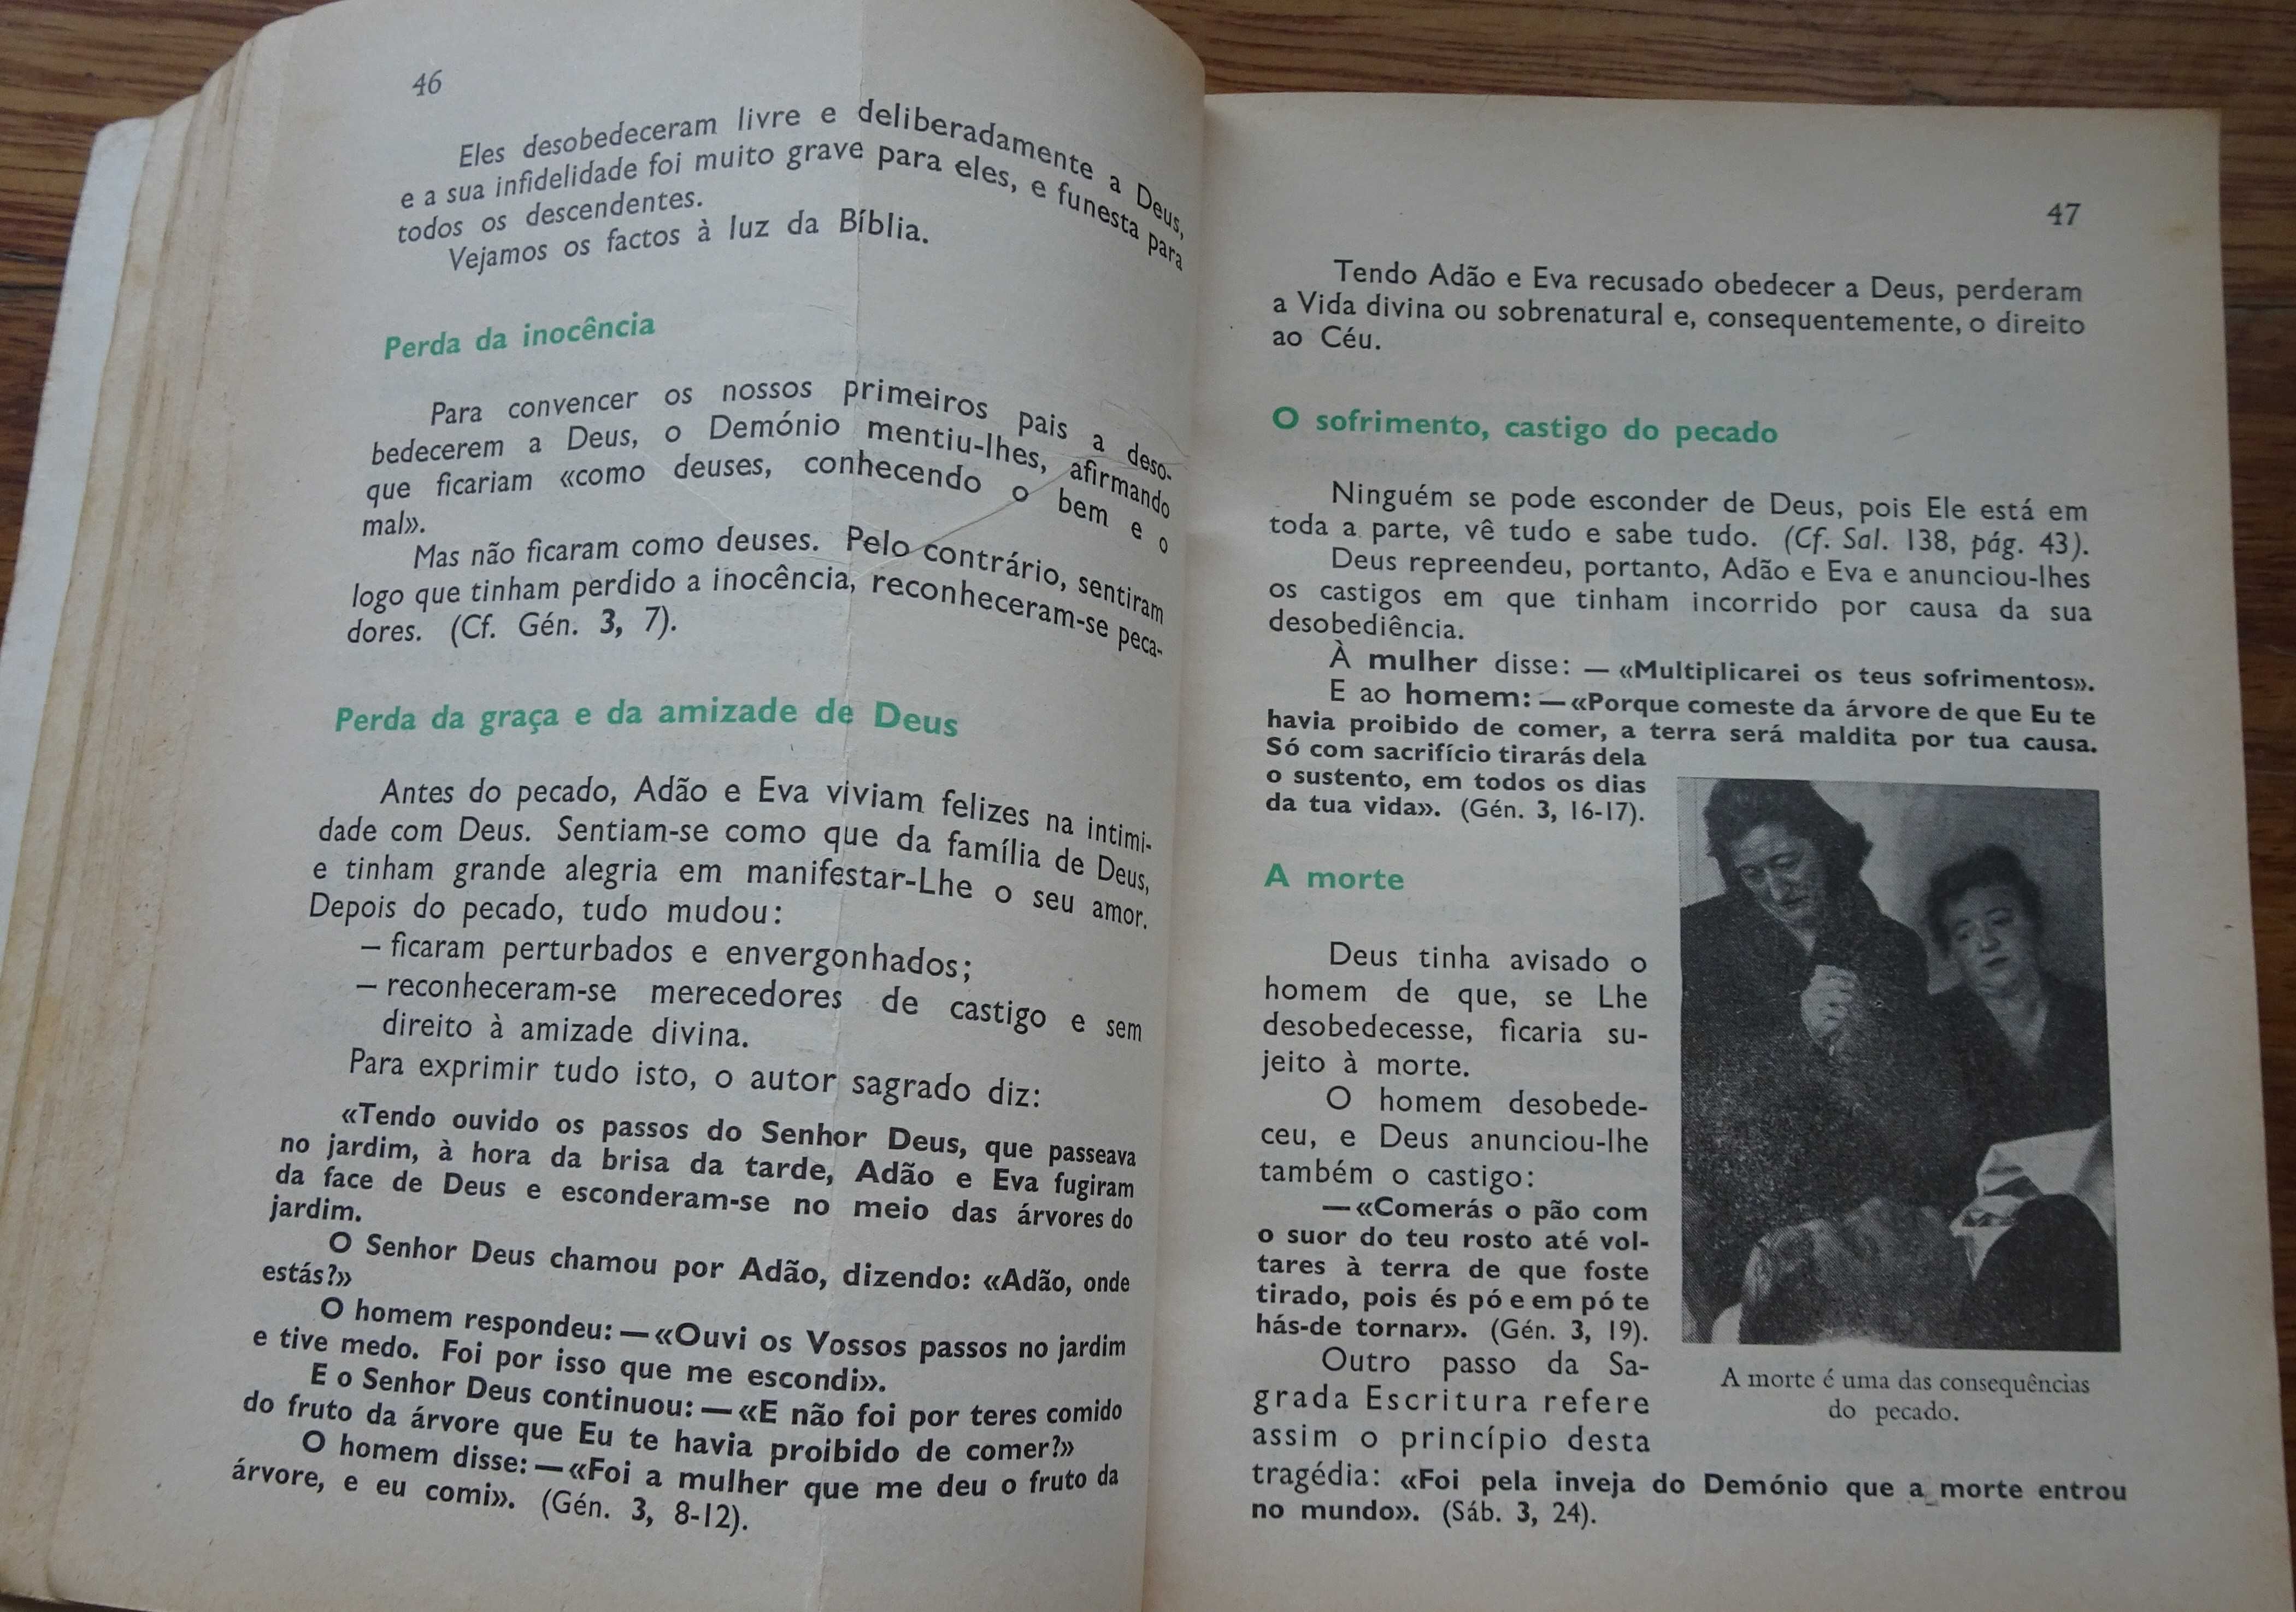 46
Eles desobedeceram livre e deliberadamente a Deus,
e a sua infidelidade foi muito grave para eles, e funesta para
todos os descendentes.
Vejamos os factos à luz da Bíblia.
Perda da inocência
Para convencer os nossos primeiros pais a deso-
bedecerem a Deus, o Demónio mentiu-lhes, afirmando
que ficariam «como deuses, conhecendo o bem e o
mal».
Mas não ficaram como deuses. Pelo contrário, sentiram
logo que tinham perdido a inocência, reconheceram-se peca-
dores. (Cf. Gén. 3, 7).
Perda da graça e da amizade de Deus
Antes do pecado, Adão e Eva viviam felizes na intimi-
dade com Deus. Sentiam-se como que da família de Deus,
e tinham grande alegria em manifestar-Lhe o seu amor.
Depois do pecado, tudo mudou:
– ficaram perturbados e envergonhados;
– reconheceram-se merecedores de castigo e sem
direito à amizade divina.
Para exprimir tudo isto, o autor sagrado diz:
«Tendo ouvido os passos do Senhor Deus, que passeava
no jardim, à hora da brisa da tarde, Adão e Eva fugiram
da face de Deus e esconderam-se no meio das árvores do
jardim.
O Senhor Deus chamou por Adão, dizendo: «Adão, onde
estás?»
O homem respondeu: — «Ouvi os Vossos passos no jardim
e tive medo. Foi por isso que me escondi».
E o Senhor Deus continuou: — «E não foi por teres comido
do fruto da árvore que Eu te havia proibido de comer?»
O homem disse: — «Foi a mulher que me deu o fruto da
árvore, e eu comi». (Gén. 3, 8-12).
47
Tendo Adão e Eva recusado obedecer a Deus, perderam
a Vida divina ou sobrenatural e, consequentemente, o direito
ao Céu.
O sofrimento, castigo do pecado
Ninguém se pode esconder de Deus, pois Ele está em
toda a parte, vê tudo e sabe tudo. (Cf. Sal. 138, pág. 43).
Deus repreendeu, portanto, Adão e Eva e anunciou-lhes
os castigos em que tinham incorrido por causa da sua
desobediência.
À mulher disse: — «Multiplicarei os teus sofrimentos».
E ao homem: — «Porque comeste da árvore de que Eu te
havia proibido de comer, a terra será maldita por tua causa.
Só com sacrifício tirarás dela
o sustento, em todos os dias
da tua vida». (Gén. 3, 16-17).
A morte
Deus tinha avisado o
homem de que, se Lhe
desobedecesse, ficaria su-
jeito à morte.
O homem desobede-
ceu, e Deus anunciou-lhe
também o castigo:
— «Comerás o pão com
o suor do teu rosto até vol-
tares à terra de que foste
tirado, pois és pó e em pó te
hás-de tornar». (Gén. 3, 19).
Outro passo da Sa-
grada Escritura refere
assim o princípio desta
tragédia: «Foi pela inveja do Demónio que a morte entrou
no mundo». (Sáb. 3, 24).
A morte é uma das consequências
do pecado.